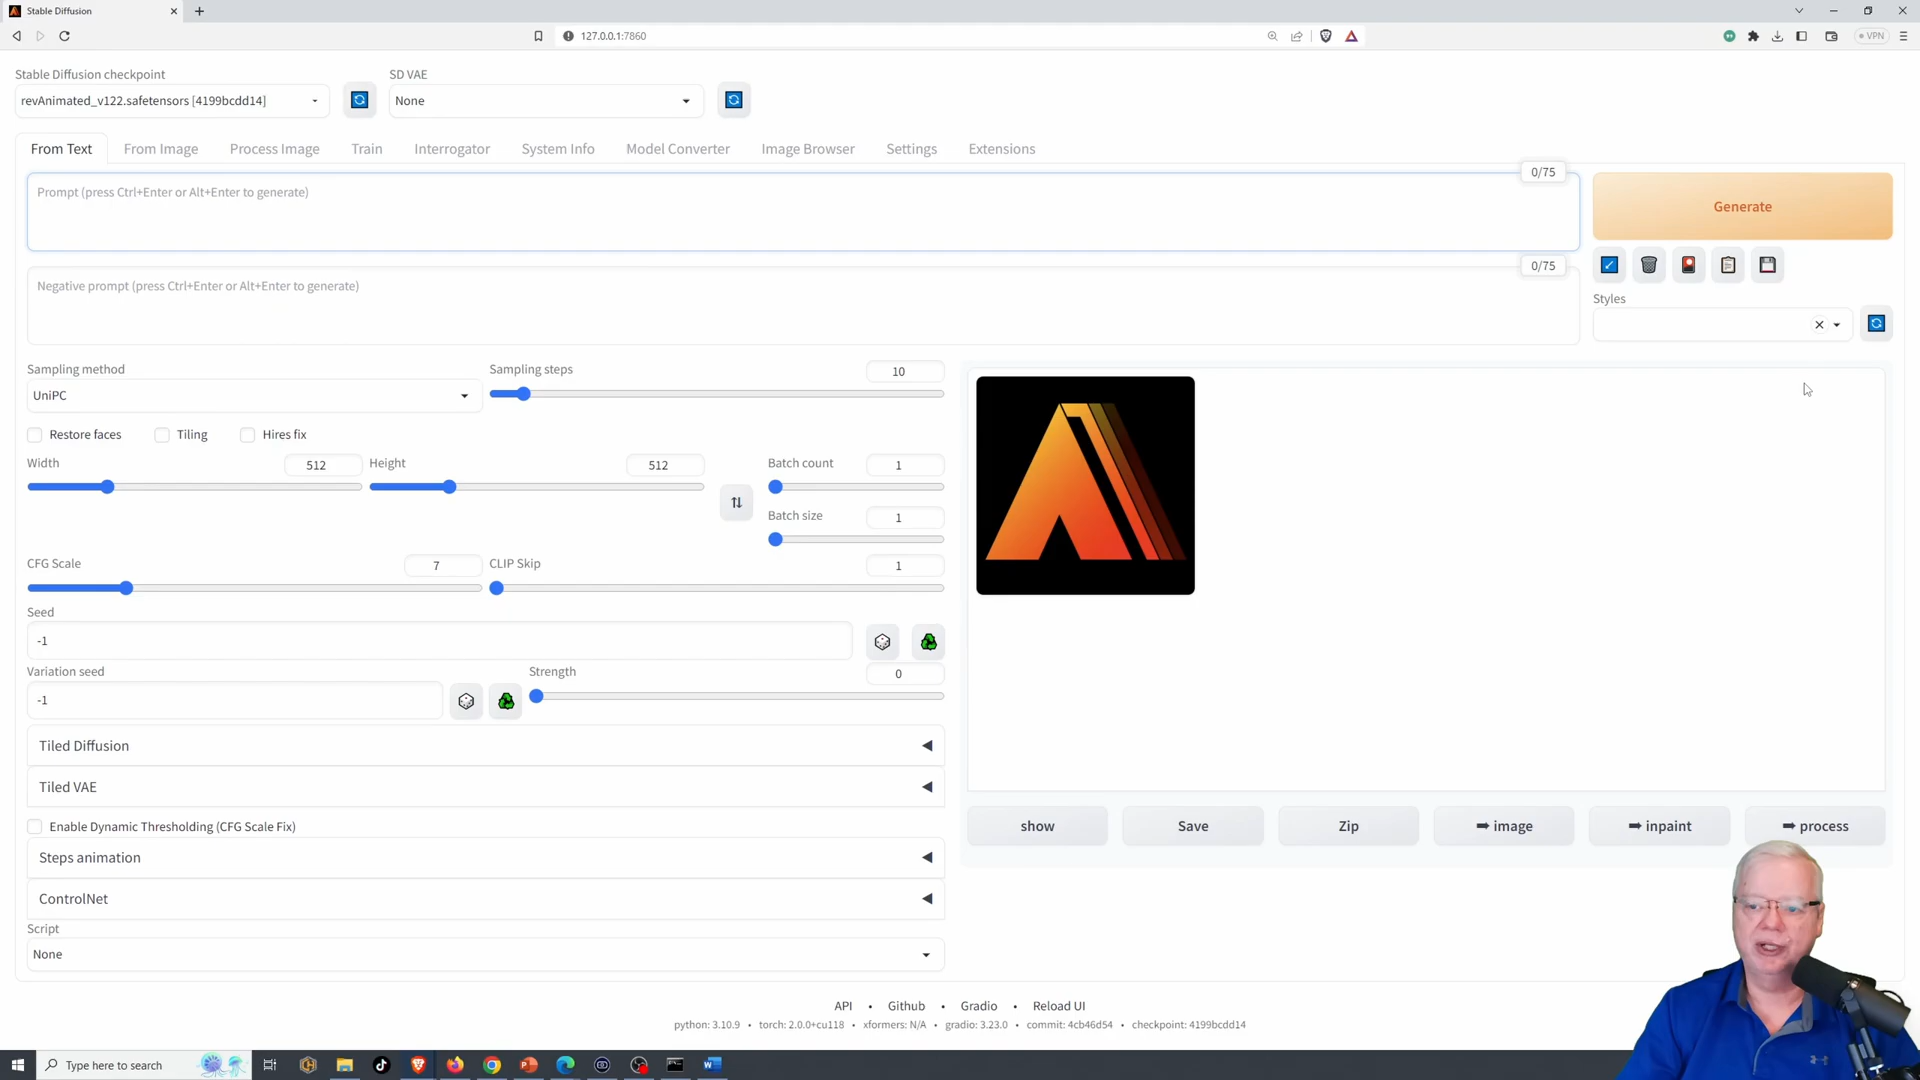 Stable Diffusion
127.0.0.1:7860
VPN
Stable Diffusion checkpoint
SD VAE
revAnimated_v122.safetensors [4199bcdd14]
None
From Text From Image Process Image Train Interrogator System Info Model Converter Image Browser Settings Extensions
0/75
Prompt (press Ctrl+Enter or Alt+Enter to generate)
Generate
0/75
Negative prompt (press Ctrl+Enter or Alt+Enter to generate)
Styles
Sampling method
Sampling steps
10
UniPC
Restore faces Tiling Hires fix
Width 512 Height 512 Batch count 1
Batch size 1
CFG Scale 7 CLIP Skip 1
Seed
-1
Variation seed Strength 0
-1
Tiled Diffusion
Tiled VAE
Enable Dynamic Thresholding (CFG Scale Fix)
Steps animation
ControlNet
Script
None
show Save Zip ➡ image ➡ inpaint ➡ process
API • Github • Gradio • Reload UI
python: 3.10.9 • torch: 2.0.0+cu118 • xformers: N/A • gradio: 3.23.0 • commit: 4cb46d54 • checkpoint: 4199bcdd14
Type here to search